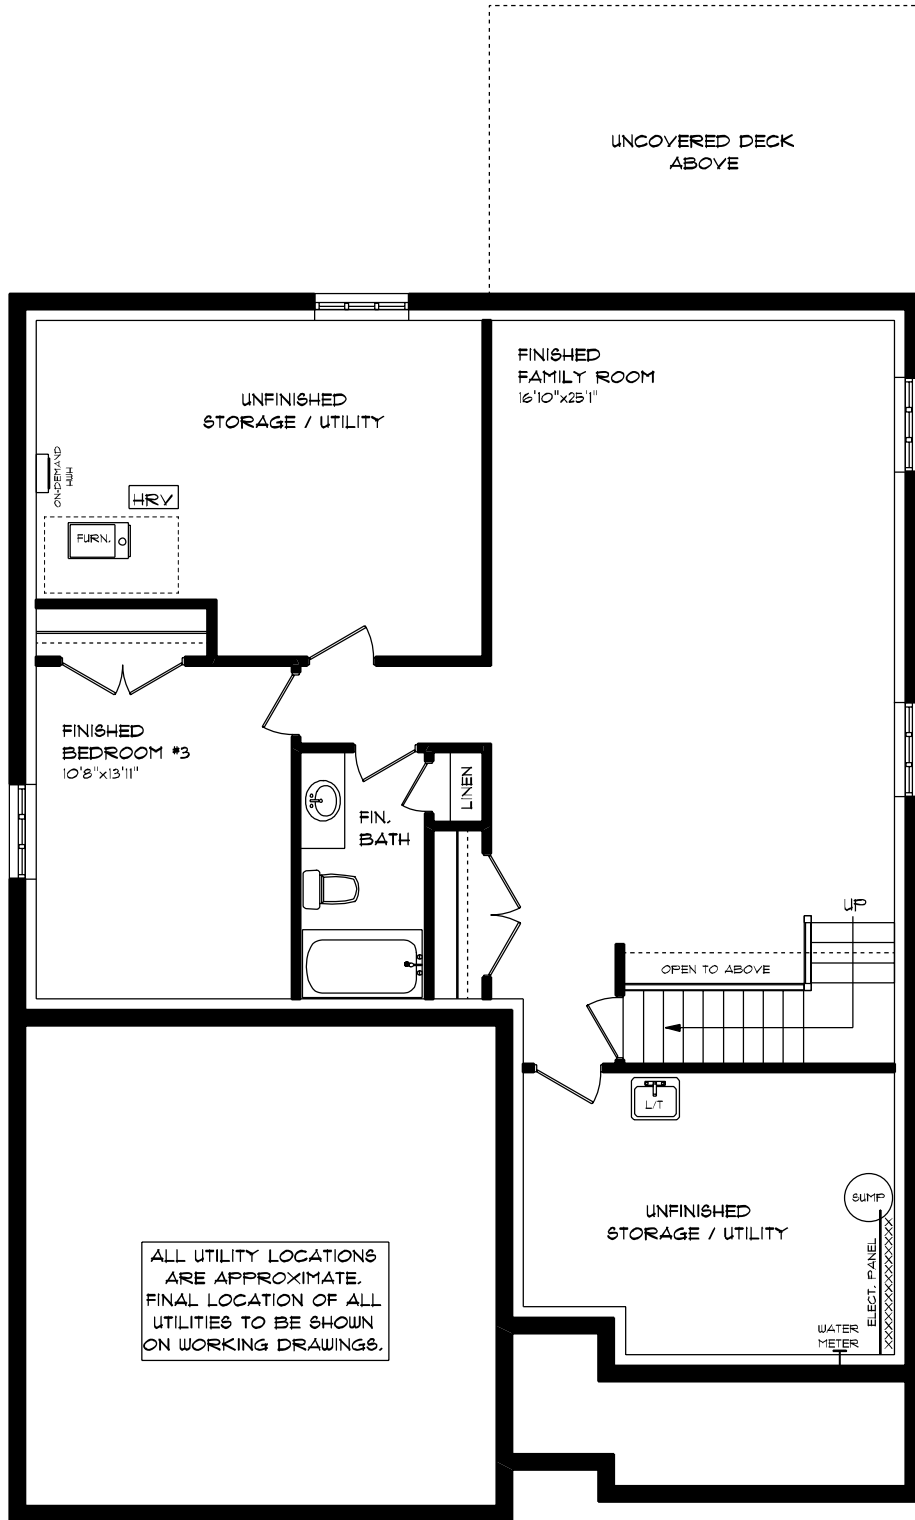 UNCOVERED DECK
ABOVE
FINISHED
FAMILY ROOM
16'10"x25'1"
UNFINISHED
STORAGE / UTILITY
ON-DEMAND
HWH
HRV
FURN.
FINISHED
BEDROOM #3
10'8"x13'11"
LINEN
FIN.
BATH
UP
OPEN TO ABOVE
L/T
SUMP
UNFINISHED
STORAGE / UTILITY
ELECT. PANEL
WATER
METER
ALL UTILITY LOCATIONS
ARE APPROXIMATE.
FINAL LOCATION OF ALL
UTILITIES TO BE SHOWN
ON WORKING DRAWINGS.